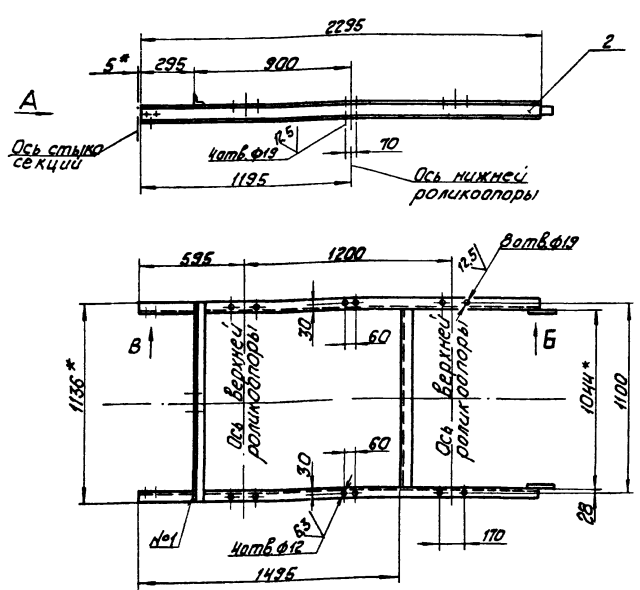 2295
5* 295 900
2
А
12,5
4отв.ф19
70
Ось стыка
секций
1195
Ось нижней
роликоопоры
595 1200
12,5
8отв.ф19
30
60
В
Б
1136*
Ось верхней
роликоопоры
Ось верхней
роликоопоры
1044*
1100
60
30
28
№1
6,3
4отв.ф12
170
1495